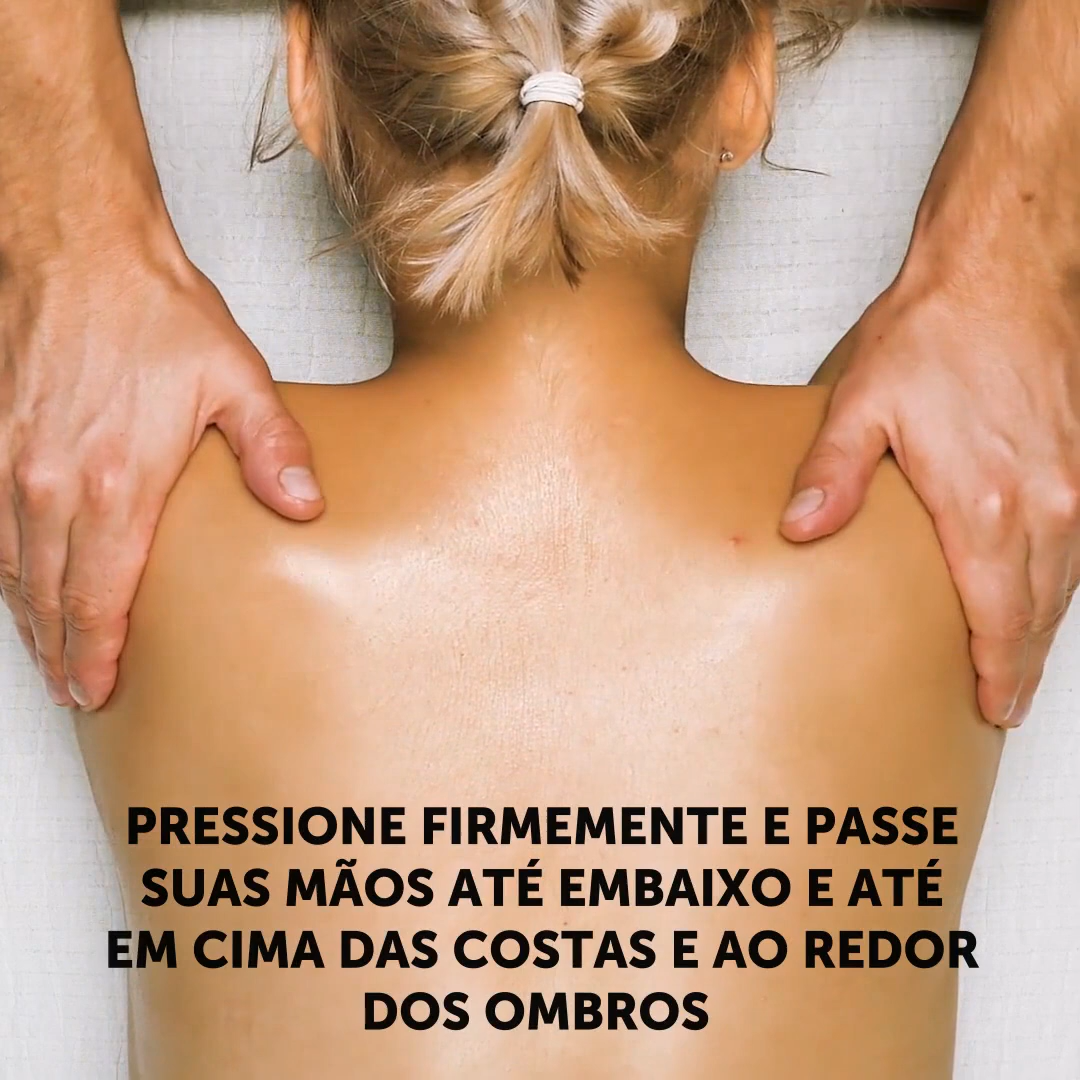 PRESSIONE FIRMEMENTE E PASSE
SUAS MÃOS ATÉ EMBAIXO E ATÉ
EM CIMA DAS COSTAS E AO REDOR
DOS OMBROS